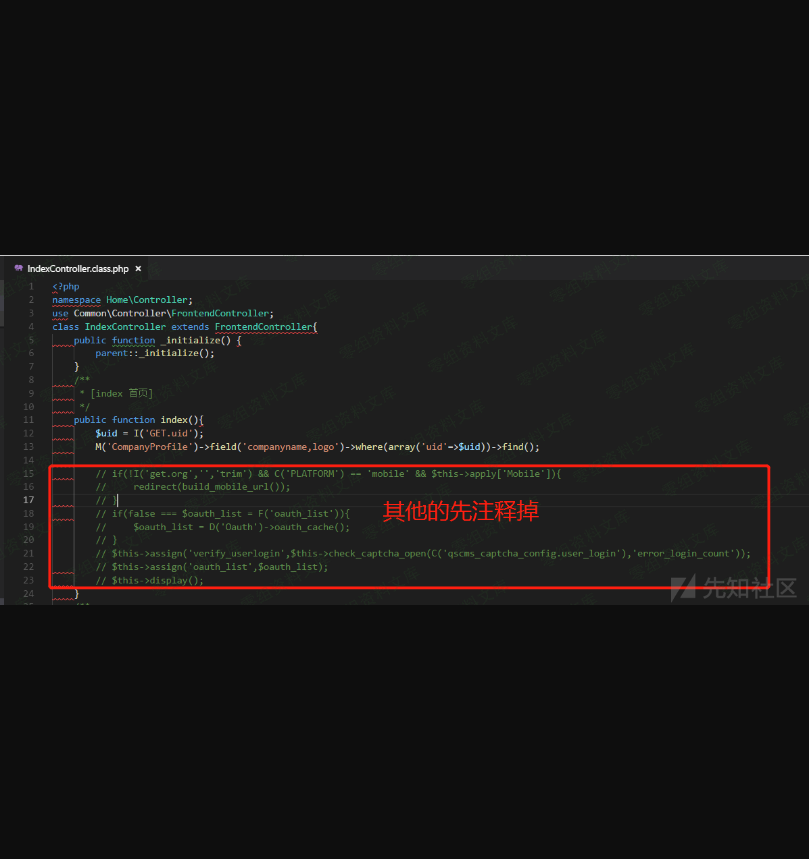 IndexController.class.php ×
1 <?php
2 namespace Home\Controller;
3 use Common\Controller\FrontendController;
4 class IndexController extends FrontendController{
5 public function _initialize() {
6 parent::_initialize();
7 }
8 /**
9 * [index 首页]
10 */
11 public function index(){
12 $uid = I('GET.uid');
13 M('CompanyProfile')->field('companyname,logo')->where(array('uid'=>$uid))->find();
14
15 // if(!I('get.org','','trim') && C('PLATFORM') == 'mobile' && $this->apply['Mobile']){
16 // redirect(build_mobile_url());
17 // }
18 // if(false === $oauth_list = F('oauth_list')){
19 // $oauth_list = D('Oauth')->oauth_cache();
20 // }
21 // $this->assign('verify_userlogin',$this->check_captcha_open(C('qscms_captcha_config.user_login'),'error_login_count'));
22 // $this->assign('oauth_list',$oauth_list);
23 // $this->display();
24 }
其他的先注释掉
先知社区